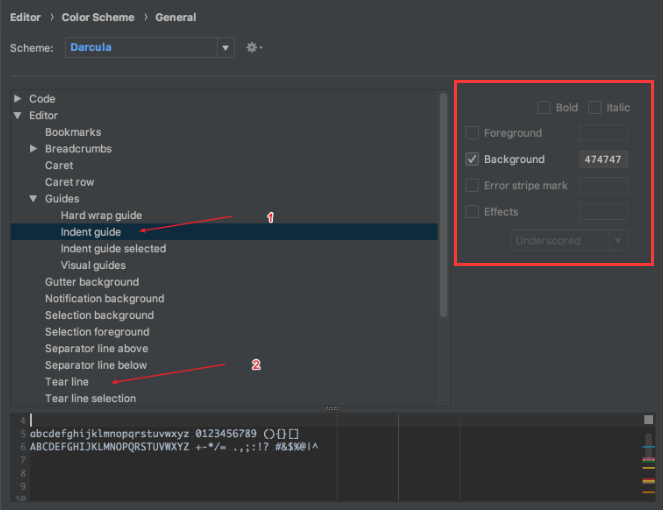 Editor › Color Scheme › General
Scheme: Darcula
Code
Editor
Bookmarks
Breadcrumbs
Caret
Caret row
Guides
Hard wrap guide
1
Indent guide
Indent guide selected
Visual guides
Gutter background
Notification background
Selection background
Selection foreground
Separator line above
Separator line below
2
Tear line
Tear line selection
Bold Italic
Foreground
Background 474747
Error stripe mark
Effects
Underscored
4
5 abcdefghijklmnopqrstuvwxyz 0123456789 (){}[]
6 ABCDEFGHIJKLMNOPQRSTUVWXYZ +-*/= .,;:!? #&$%@|^
7
8
9
10